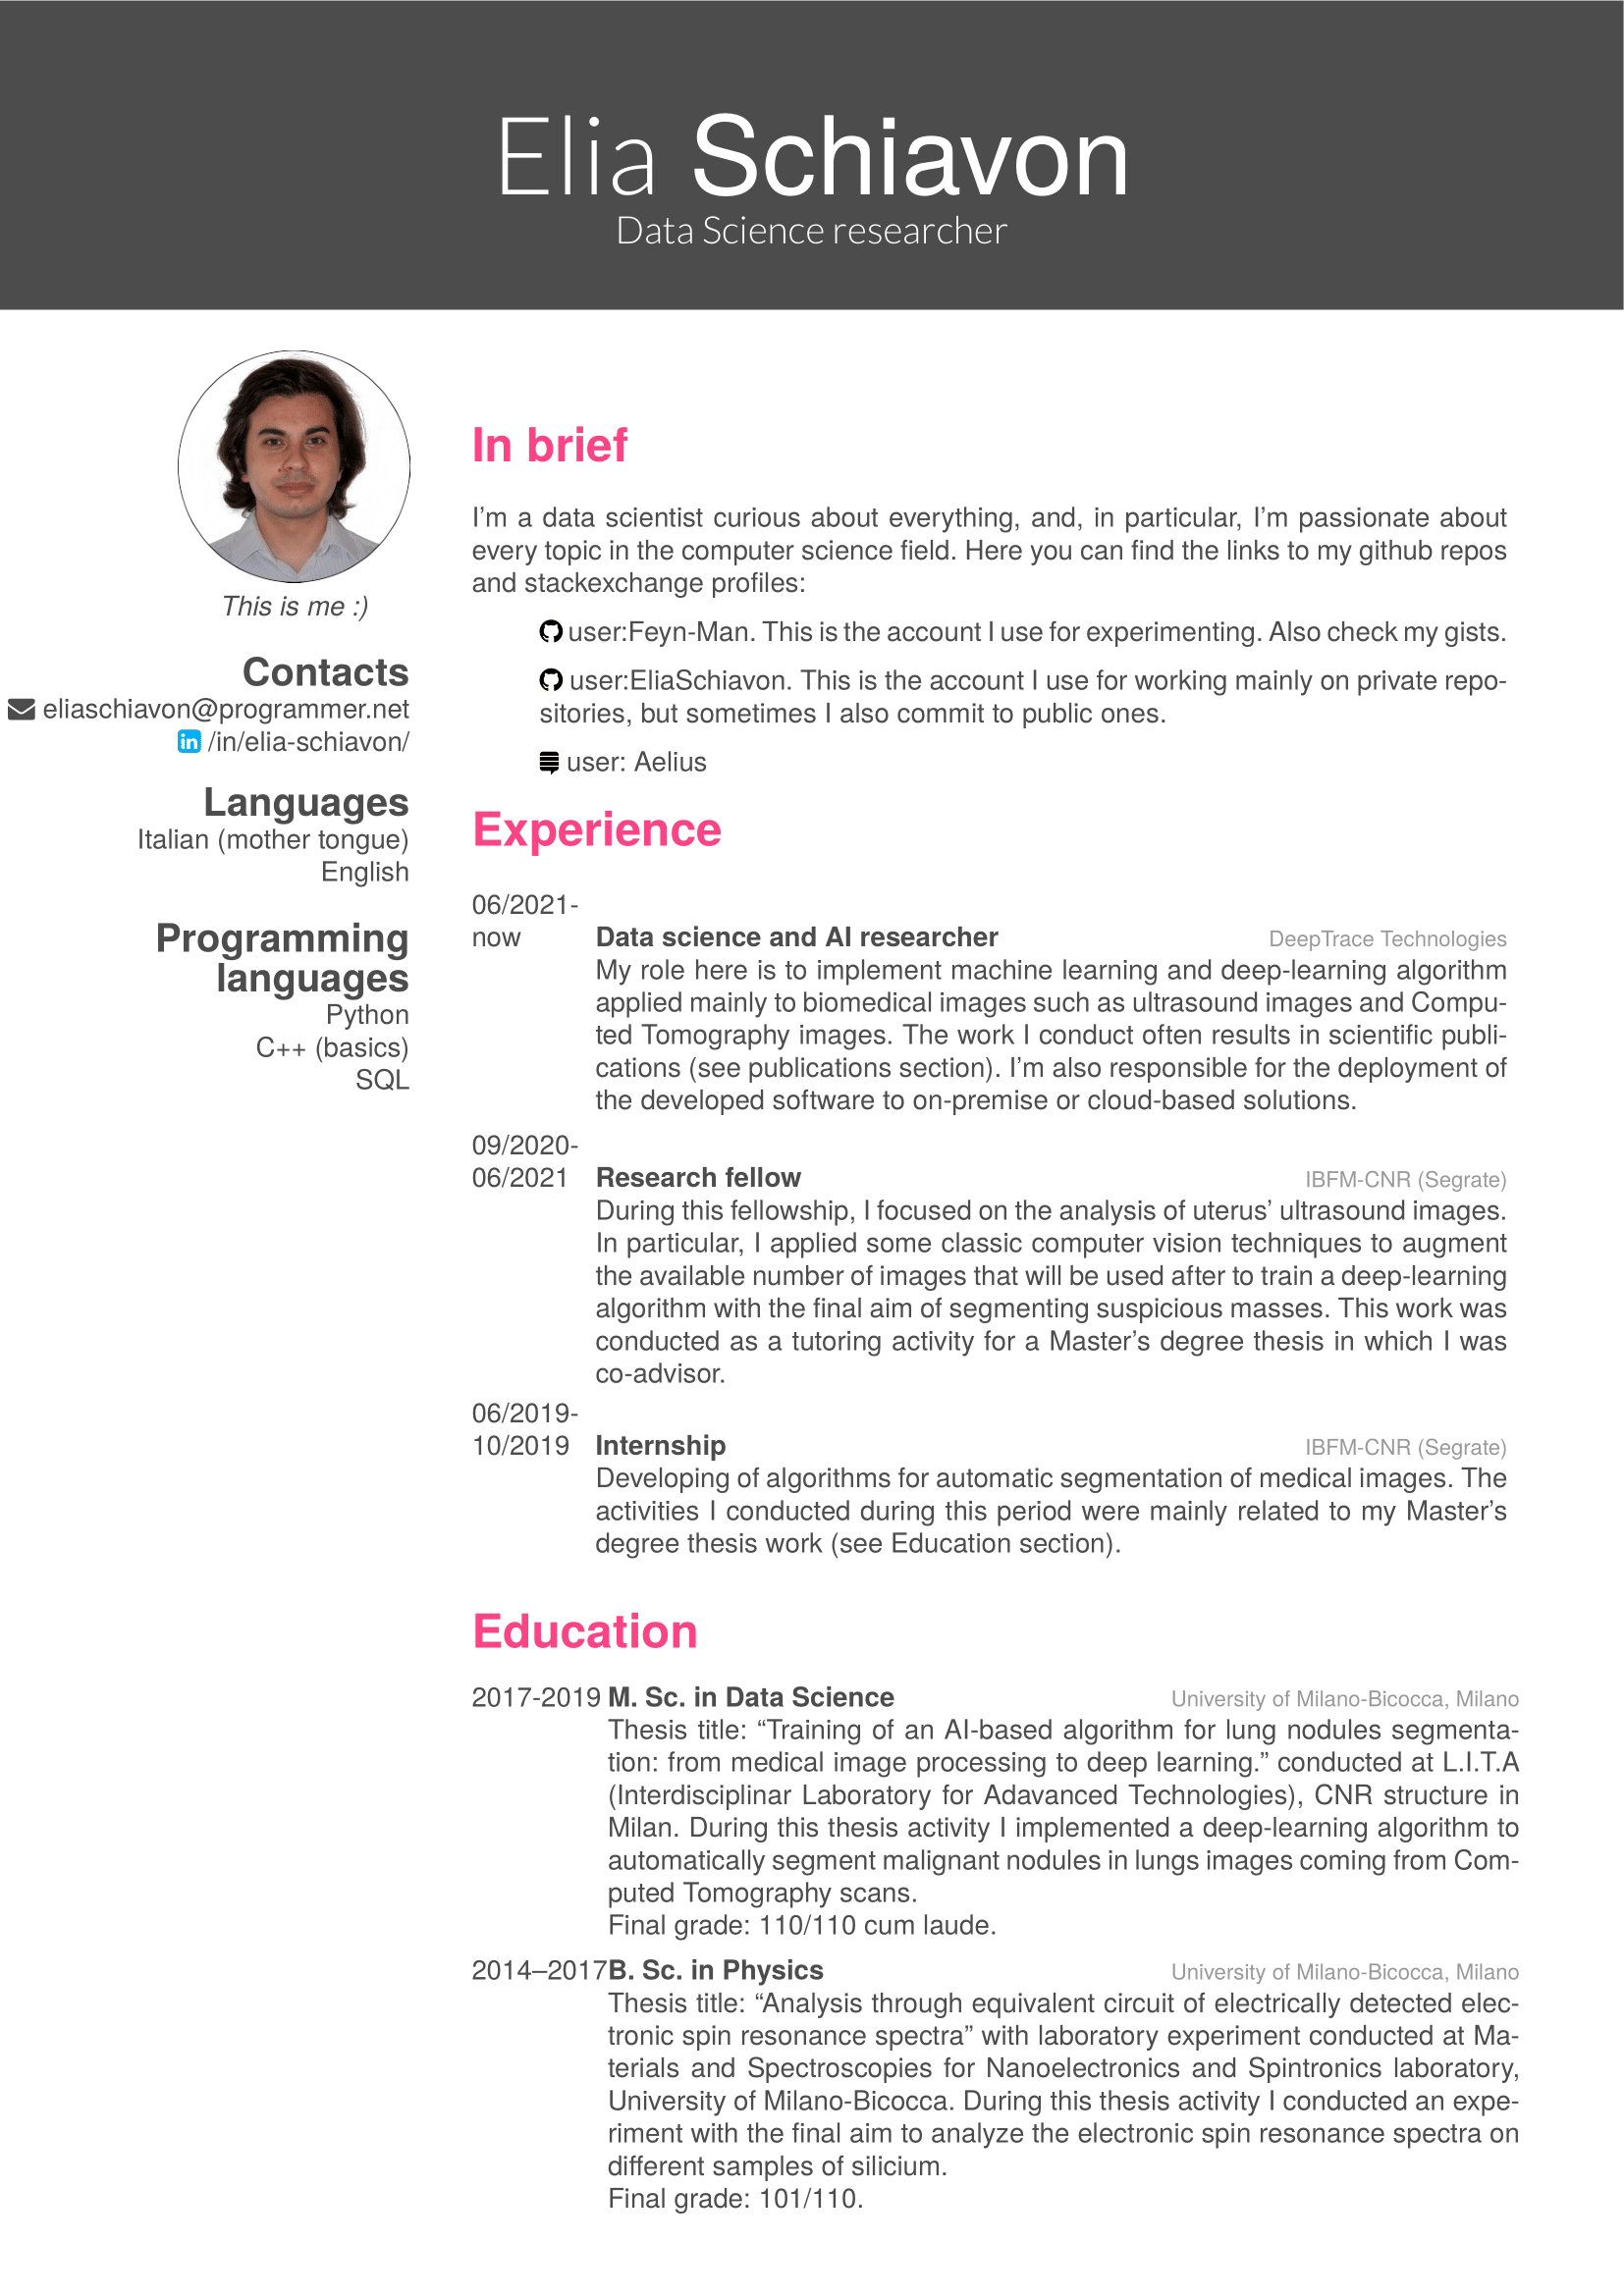 Elia Schiavon
Data Science researcher
This is me :)
Contacts
eliaschiavon@programmer.net
/in/elia-schiavon/
Languages
Italian (mother tongue)
English
Programming
languages
Python
C++ (basics)
SQL
In brief
I'm a data scientist curious about everything, and, in particular, I'm passionate about
every topic in the computer science field. Here you can find the links to my github repos
and stackexchange profiles:
user:Feyn-Man. This is the account I use for experimenting. Also check my gists.
user:EliaSchiavon. This is the account I use for working mainly on private repo-
sitories, but sometimes I also commit to public ones.
user: Aelius
Experience
06/2021-
now
Data science and AI researcher DeepTrace Technologies
My role here is to implement machine learning and deep-learning algorithm
applied mainly to biomedical images such as ultrasound images and Compu-
ted Tomography images. The work I conduct often results in scientific publi-
cations (see publications section). I'm also responsible for the deployment of
the developed software to on-premise or cloud-based solutions.
09/2020-
06/2021
Research fellow IBFM-CNR (Segrate)
During this fellowship, I focused on the analysis of uterus' ultrasound images.
In particular, I applied some classic computer vision techniques to augment
the available number of images that will be used after to train a deep-learning
algorithm with the final aim of segmenting suspicious masses. This work was
conducted as a tutoring activity for a Master's degree thesis in which I was
co-advisor.
06/2019-
10/2019
Internship IBFM-CNR (Segrate)
Developing of algorithms for automatic segmentation of medical images. The
activities I conducted during this period were mainly related to my Master's
degree thesis work (see Education section).
Education
2017-2019 M. Sc. in Data Science University of Milano-Bicocca, Milano
Thesis title: “Training of an AI-based algorithm for lung nodules segmenta-
tion: from medical image processing to deep learning.” conducted at L.I.T.A
(Interdisciplinar Laboratory for Adavanced Technologies), CNR structure in
Milan. During this thesis activity I implemented a deep-learning algorithm to
automatically segment malignant nodules in lungs images coming from Com-
puted Tomography scans.
Final grade: 110/110 cum laude.
2014–2017 B. Sc. in Physics University of Milano-Bicocca, Milano
Thesis title: “Analysis through equivalent circuit of electrically detected elec-
tronic spin resonance spectra” with laboratory experiment conducted at Ma-
terials and Spectroscopies for Nanoelectronics and Spintronics laboratory,
University of Milano-Bicocca. During this thesis activity I conducted an expe-
riment with the final aim to analyze the electronic spin resonance spectra on
different samples of silicium.
Final grade: 101/110.